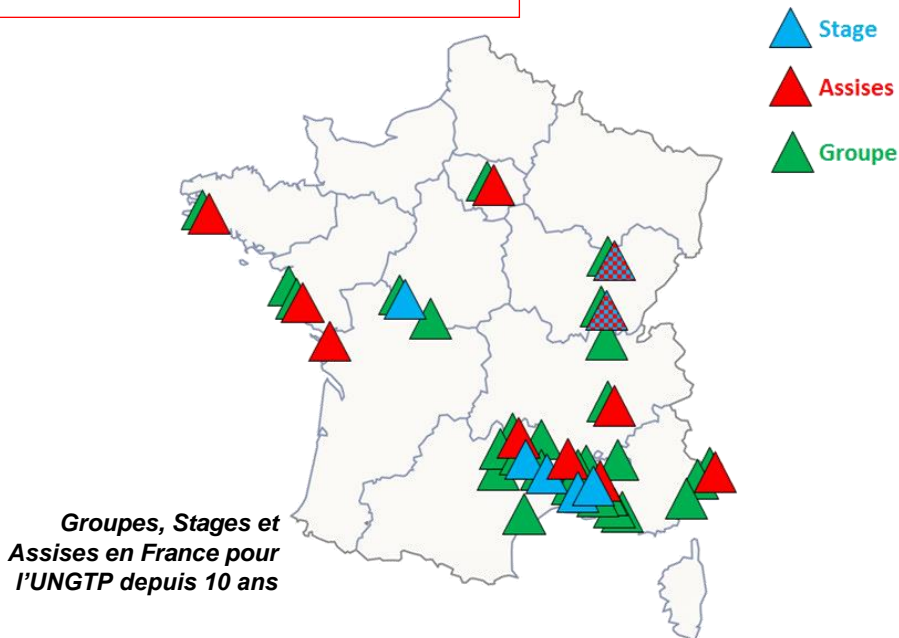 Stage
Assises
Groupe
Groupes, Stages et
Assises en France pour
l'UNGTP depuis 10 ans